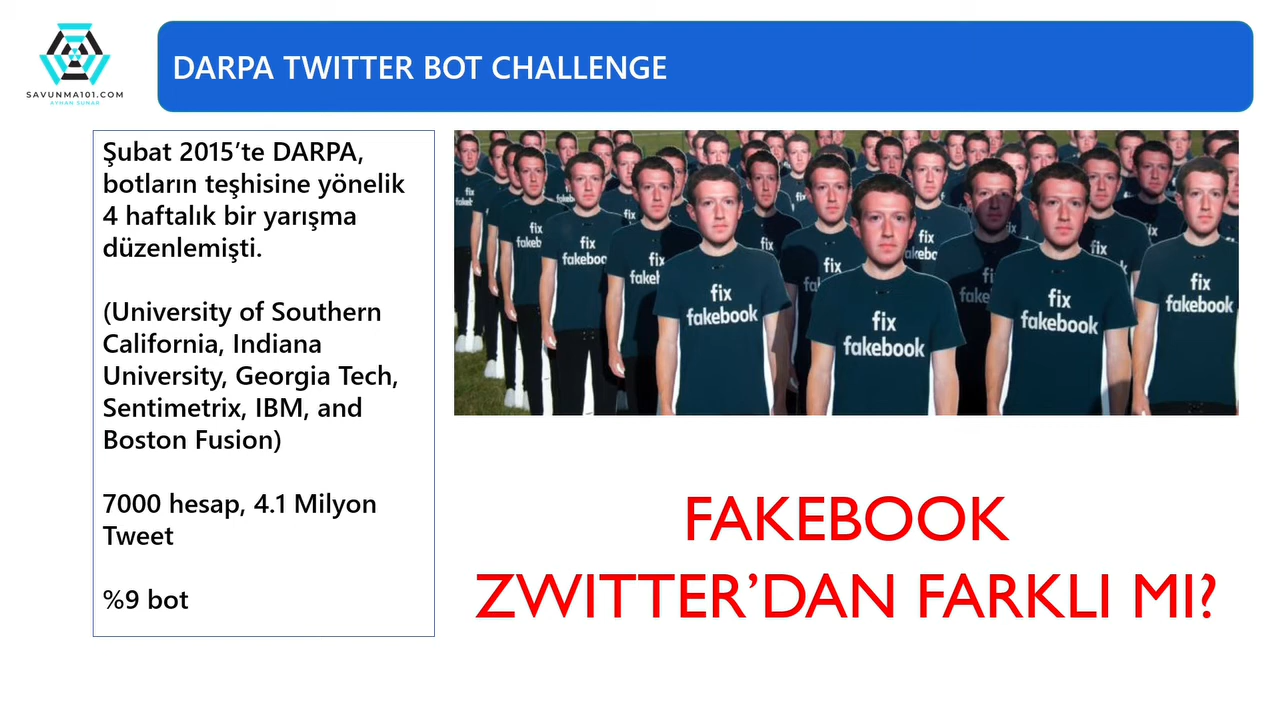 SAVUNMA101.COM
AYHAN SUNAR
DARPA TWITTER BOT CHALLENGE
Şubat 2015’te DARPA,
botların teşhisine yönelik
4 haftalık bir yarışma
düzenlemişti.
(University of Southern
California, Indiana
University, Georgia Tech,
Sentimetrix, IBM, and
Boston Fusion)
7000 hesap, 4.1 Milyon
Tweet
%9 bot
fix
fakebook
fix
fakebook
fix
fakebook
fix
fakebook
FAKEBOOK
ZWITTER’DAN FARKLI MI?